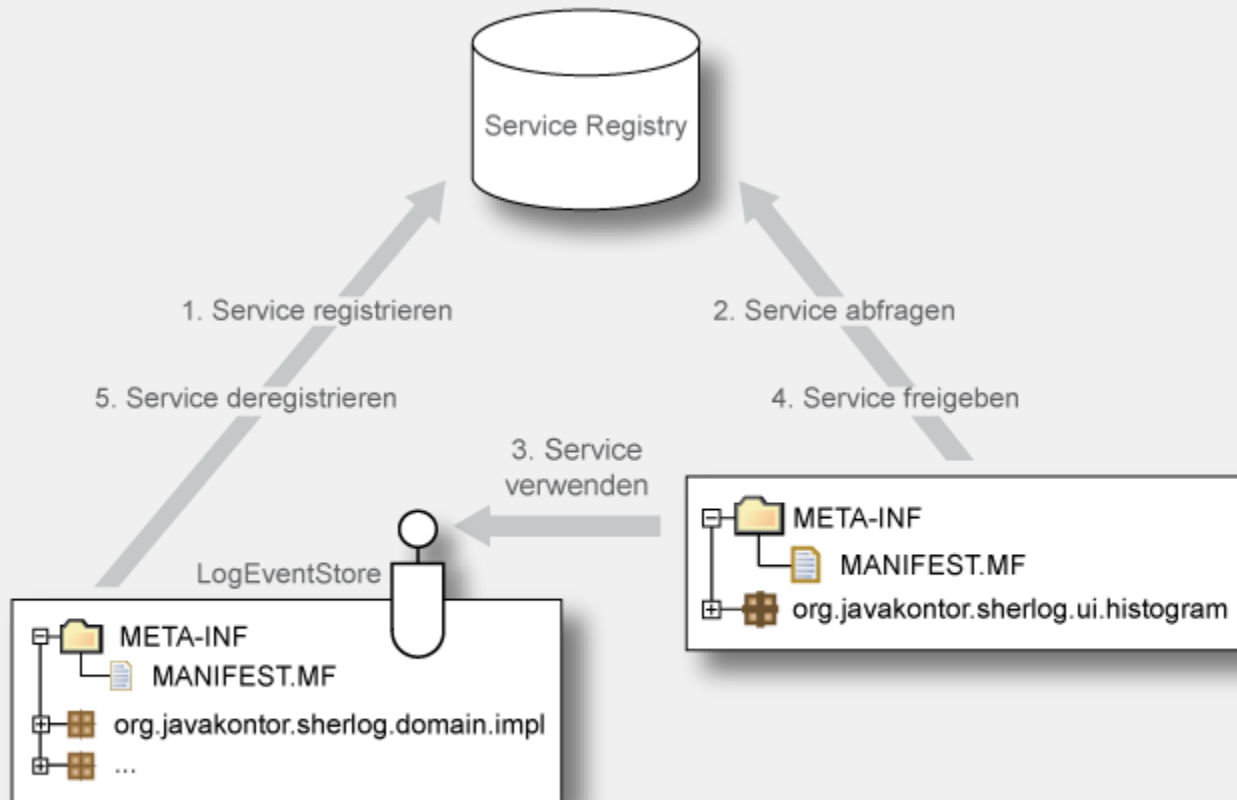 Service Registry
1. Service registrieren
2. Service abfragen
5. Service deregistrieren
4. Service freigeben
3. Service
verwenden
LogEventStore
META-INF
MANIFEST.MF
org.javakontor.sherlog.ui.histogram
META-INF
MANIFEST.MF
org.javakontor.sherlog.domain.impl
...